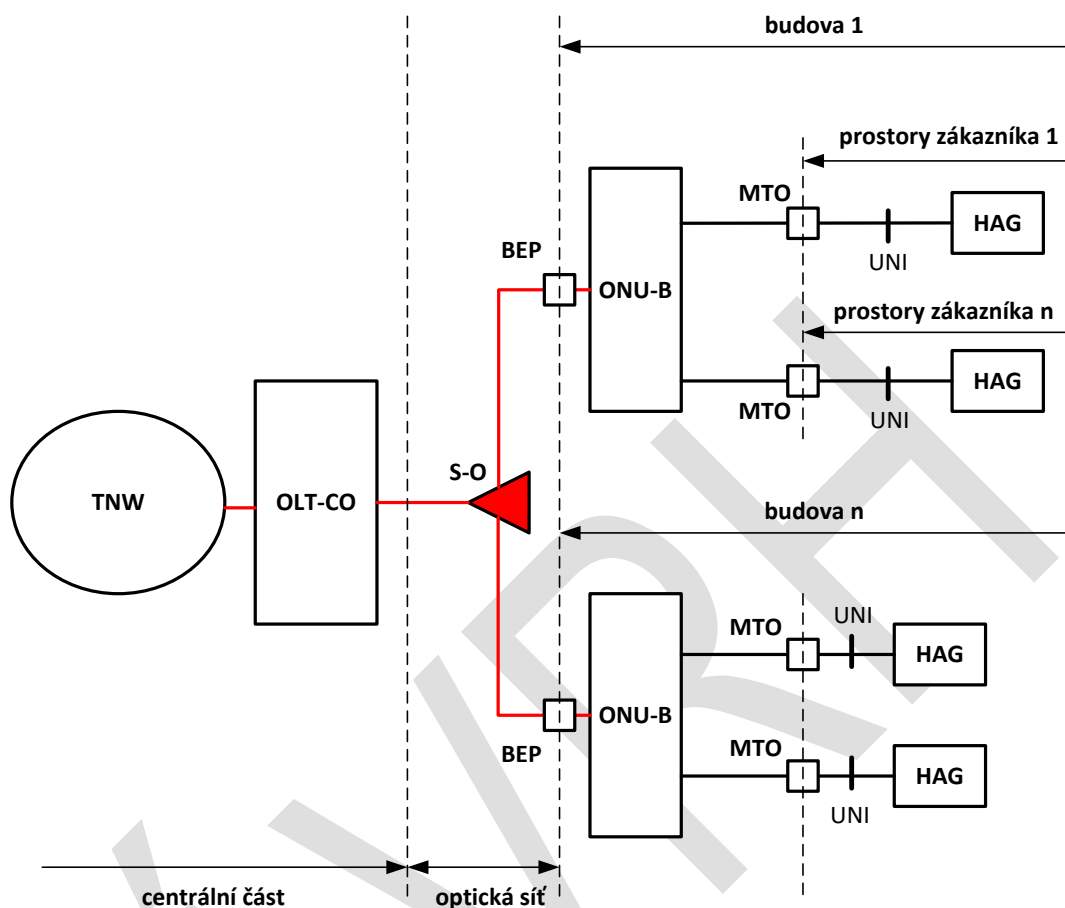 budova 1
prostory zákazníka 1
MTO
HAG
UNI
BEP
ONU-B
prostory zákazníka n
HAG
MTO
UNI
S-O
TNW
OLT-CO
budova n
UNI
MTO
HAG
ONU-B
BEP
MTO
HAG
UNI
centrální část
optická síť
VRH